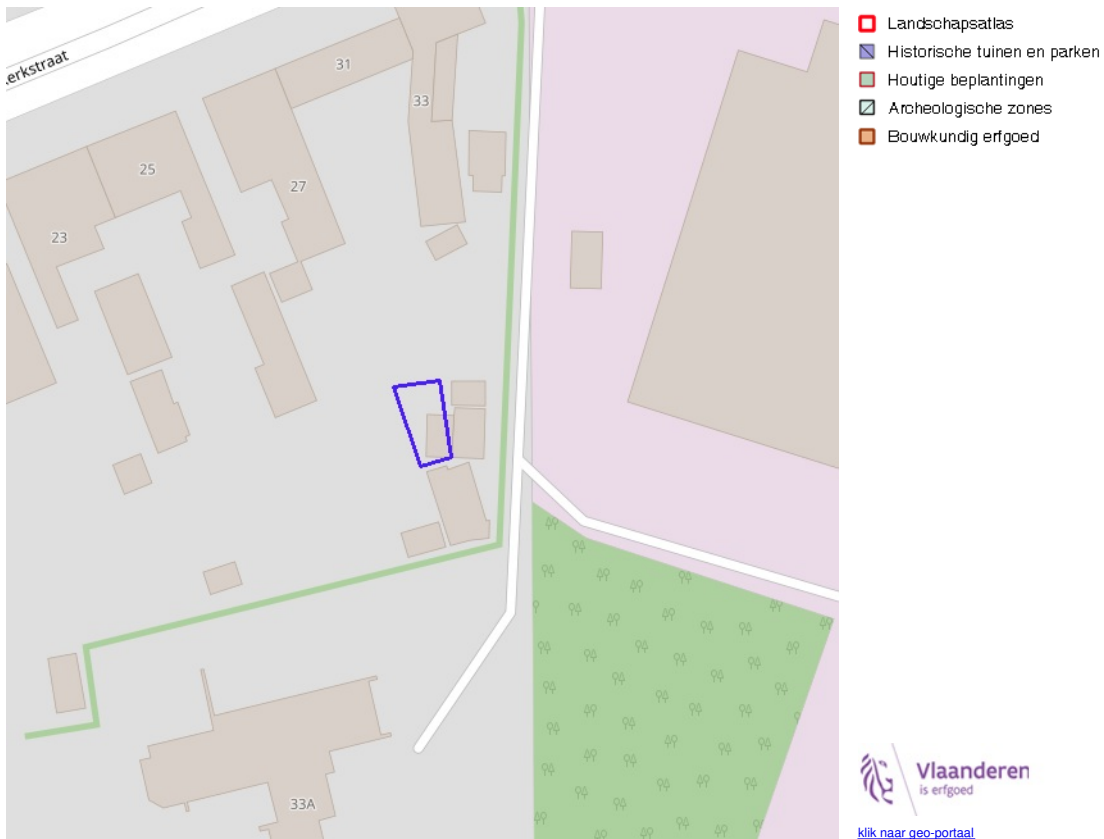 erkstraat
31
33
25
27
23
33A
Landschapsatlas
Historische tuinen en parken
Houtige beplantingen
Archeologische zones
Bouwkundig erfgoed
Vlaanderen
is erfgoed
klik naar geo-portaal